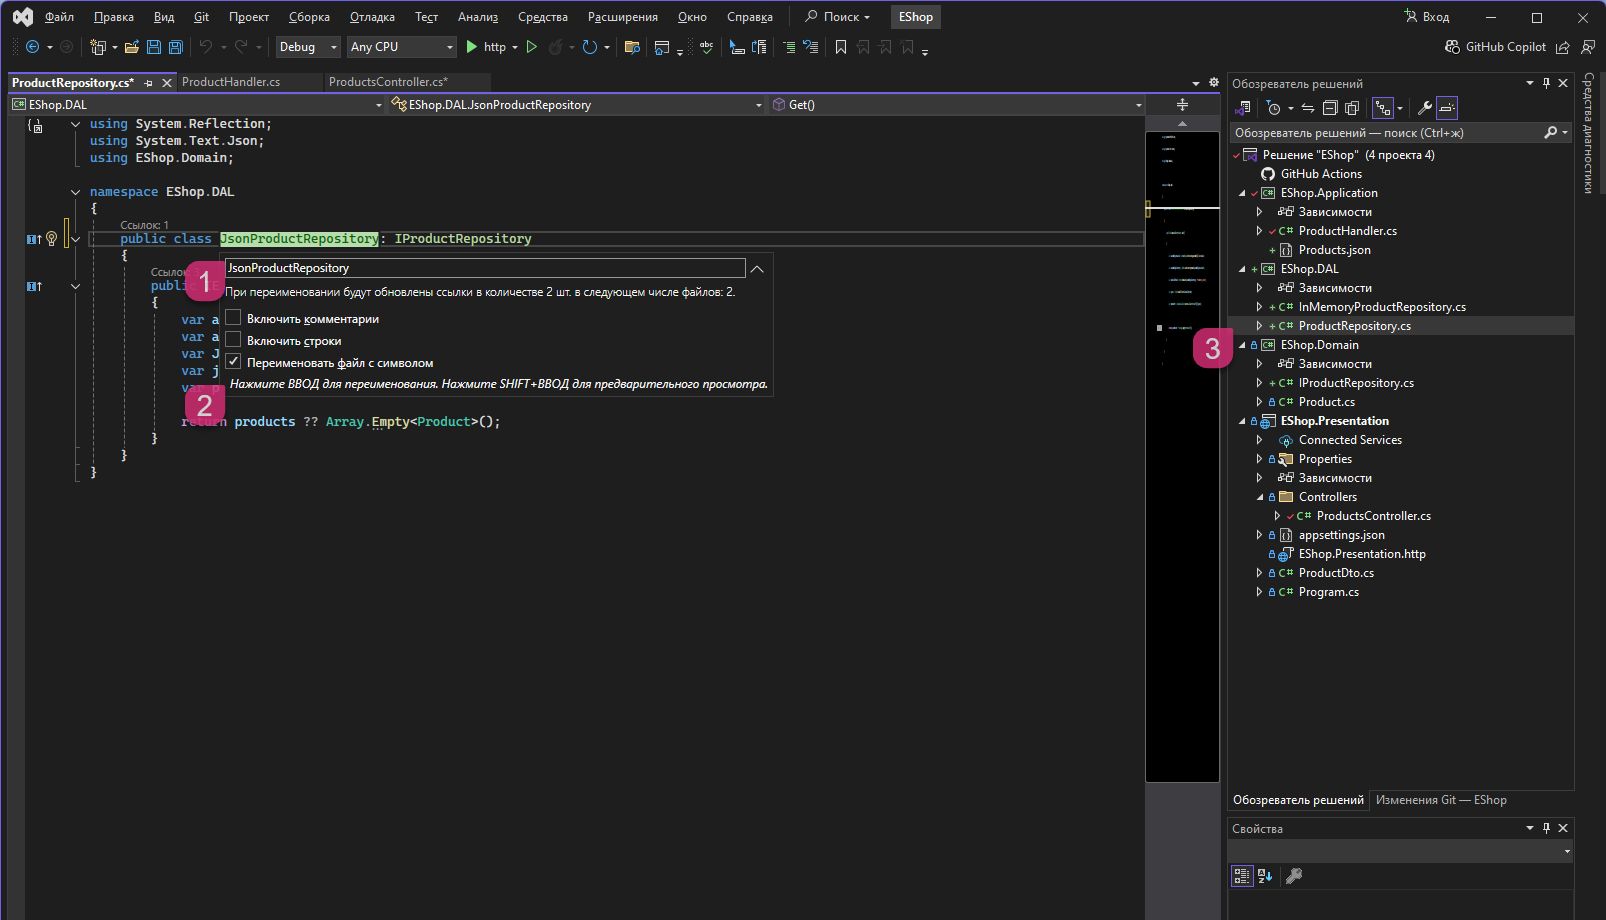 Файл Правка Вид Git Проект Сборка Отладка Тест Анализ Средства Расширения Окно Справка Поиск EShop Вход
Debug Any CPU http abc GitHub Copilot
ProductRepository.cs* ProductHandler.cs ProductsController.cs*
C# EShop.DAL EShop.DAL.JsonProductRepository Get()
using System.Reflection;
using System.Text.Json;
using EShop.Domain;
namespace EShop.DAL
{
Ссылок: 1
public class JsonProductRepository: IProductRepository
{
Ссылок:
JsonProductRepository
1
При переименовании будут обновлены ссылки в количестве 2 шт. в следующем числе файлов: 2.
{
Включить комментарии
var a
Включить строки
var a
Переименовать файл с символом
var J
var j
Нажмите ВВОД для переименования. Нажмите SHIFT+ВВОД для предварительного просмотра.
var p
2
return products ?? Array.Empty<Product>();
}
}
}
Обозреватель решений
Обозреватель решений — поиск (Ctrl+ж)
Решение "EShop" (4 проекта 4)
GitHub Actions
C# EShop.Application
Зависимости
C# ProductHandler.cs
+ Products.json
+ C# EShop.DAL
Зависимости
+ C# InMemoryProductRepository.cs
+ C# ProductRepository.cs
3
C# EShop.Domain
Зависимости
+ C# IProductRepository.cs
C# Product.cs
EShop.Presentation
Connected Services
Properties
Зависимости
Controllers
C# ProductsController.cs
appsettings.json
EShop.Presentation.http
C# ProductDto.cs
C# Program.cs
Обозреватель решений Изменения Git — EShop
Свойства
Средства диагностики